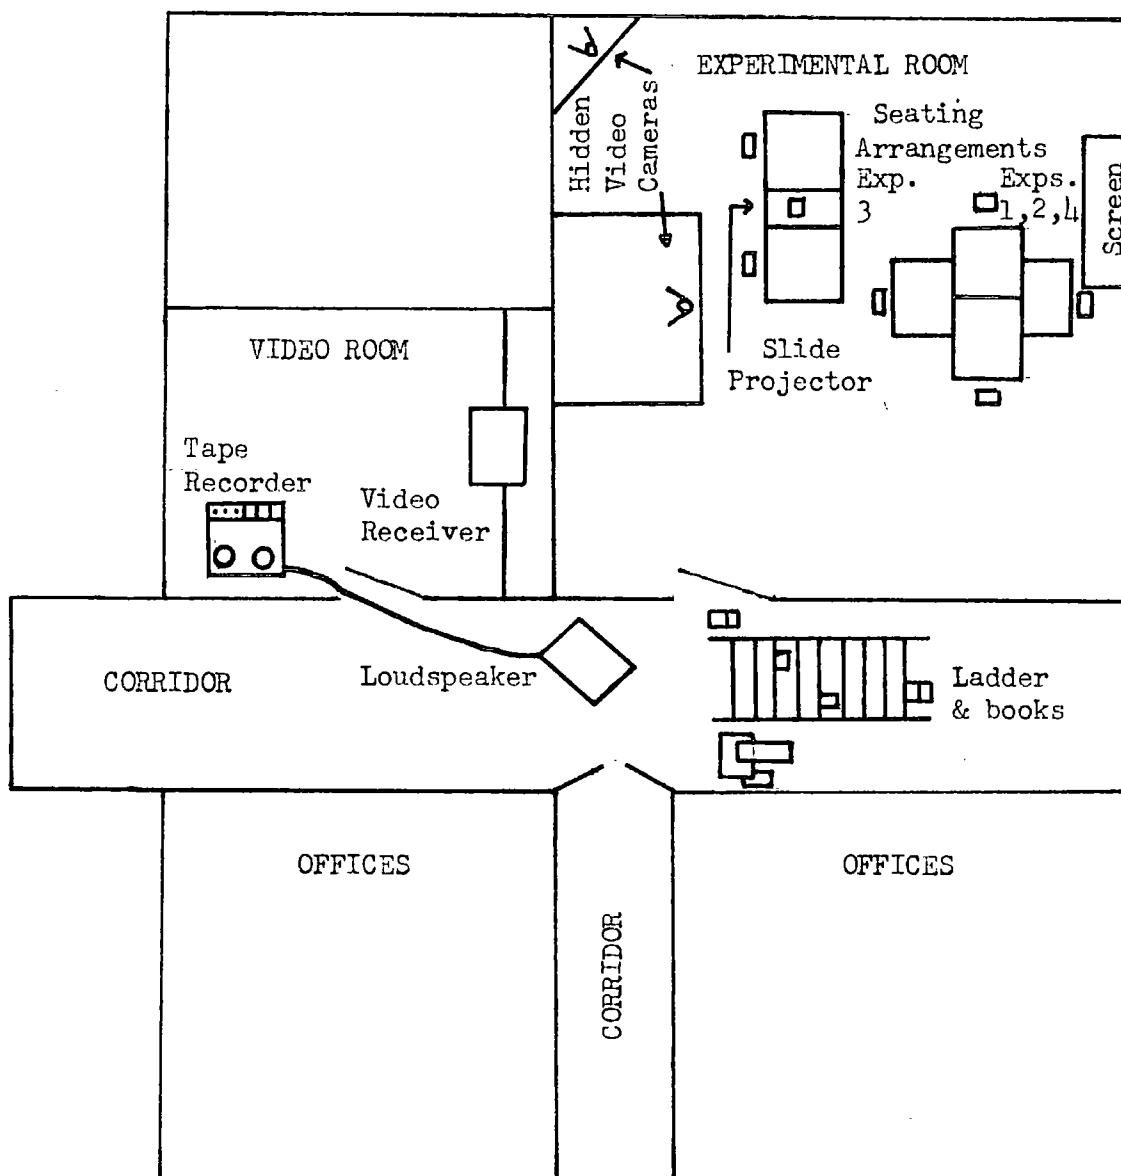 EXPERIMENTAL ROOM
Hidden
Video
Cameras
Seating
Arrangements
Exp.
3
Exps.
1,2,4
Screen
Slide
Projector
VIDEO ROOM
Tape
Recorder
Video
Receiver
CORRIDOR
Loudspeaker
Ladder
& books
OFFICES
OFFICES
CORRIDOR